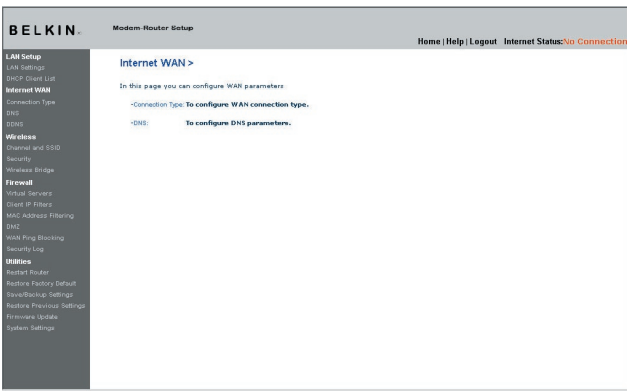 BELKIN.
Modem-Router Setup
Home | Help | Logout Internet Status:No Connection
LAN Setup
LAN Settings
DHCP Client List
Internet WAN
Connection Type
DNS
DDNS
Wireless
Channel and SSID
Security
Wireless Bridge
Firewall
Virtual Servers
Client IP Filters
MAC Address Filtering
DMZ
WAN Ping Blocking
Security Log
Utilities
Restart Router
Restore Factory Default
Save/Backup Settings
Restore Previous Settings
Firmware Update
System Settings
Internet WAN >
In this page you can configure WAN parameters
-Connection Type: To configure WAN connection type.
-DNS: To configure DNS parameters.